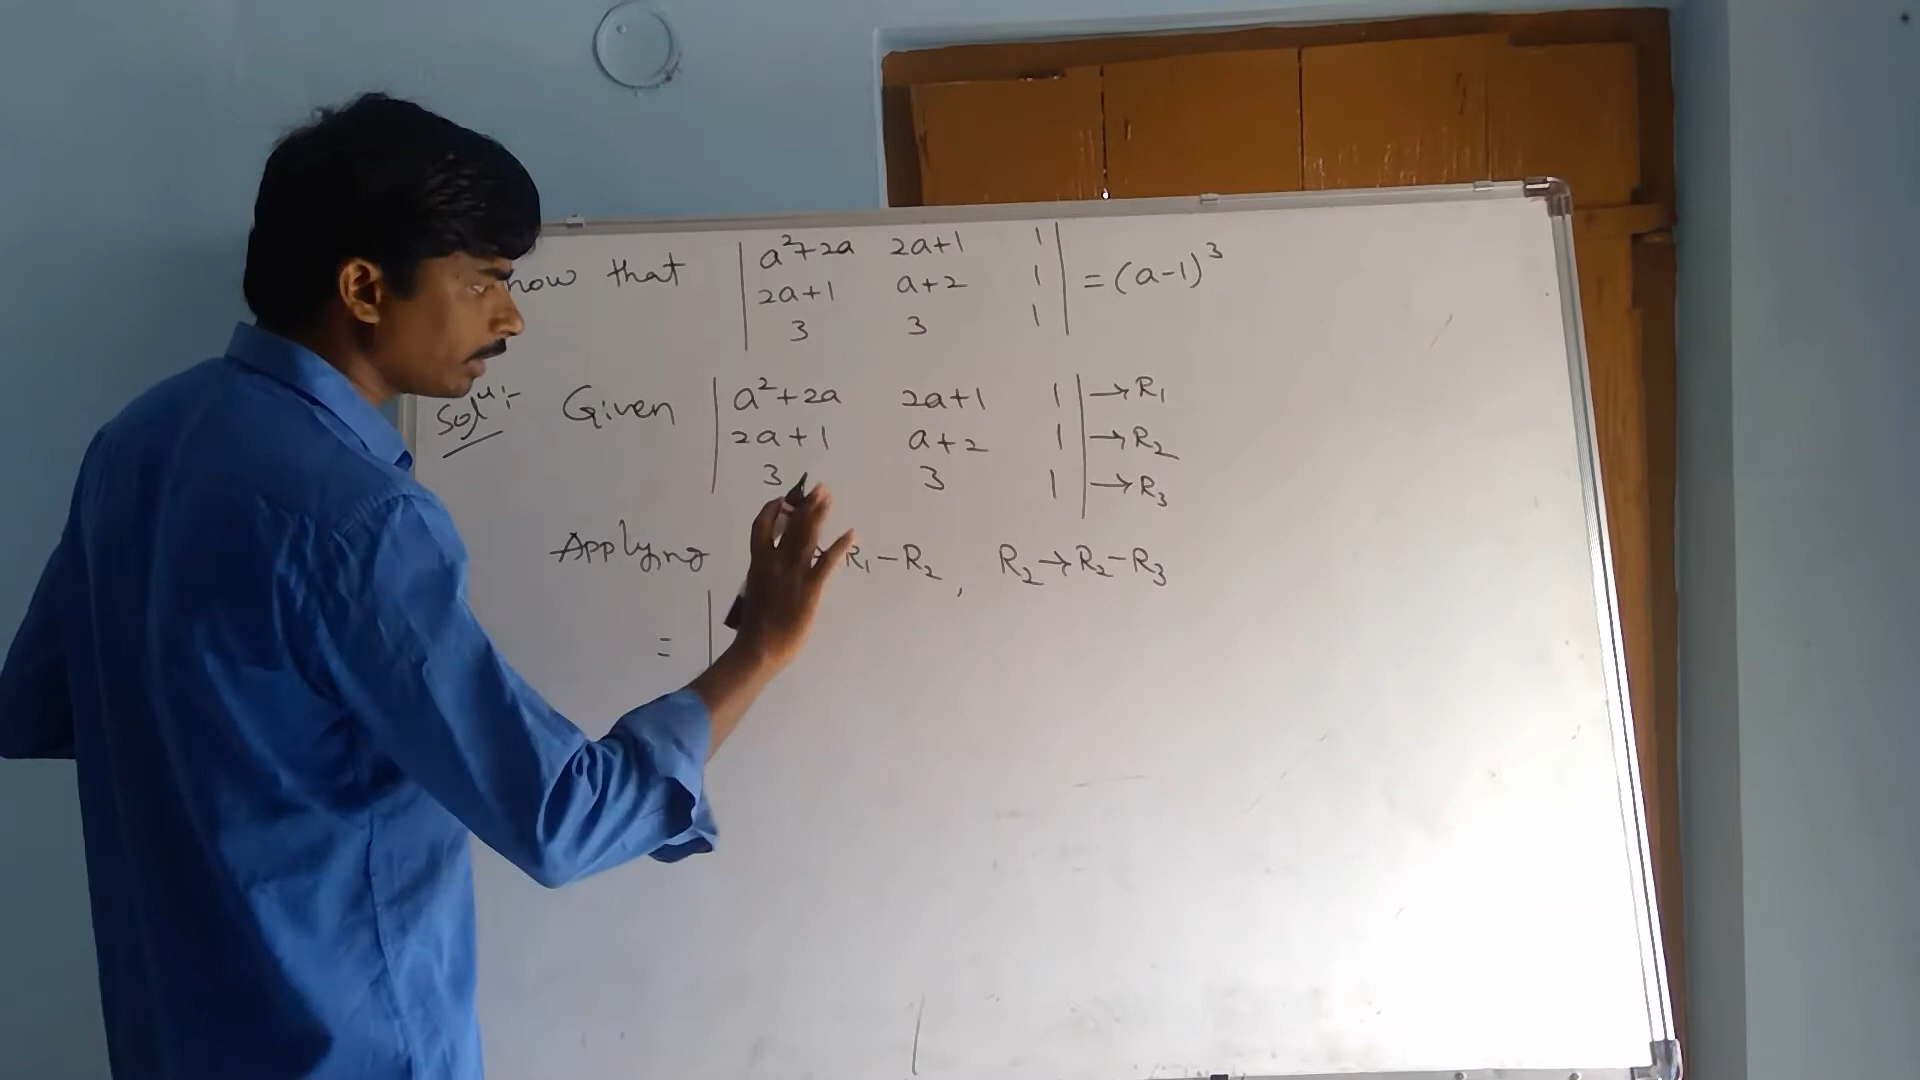 that | a²+2a 2a+1 1 |
| 2a+1 a+2 1 | = (a-1)³
| 3 3 1 |
Solⁿ:- Given | a²+2a 2a+1 1 | → R₁
| 2a+1 a+2 1 | → R₂
| 3 3 1 | → R₃
Applying R₁-R₂, R₂→R₂-R₃
= |